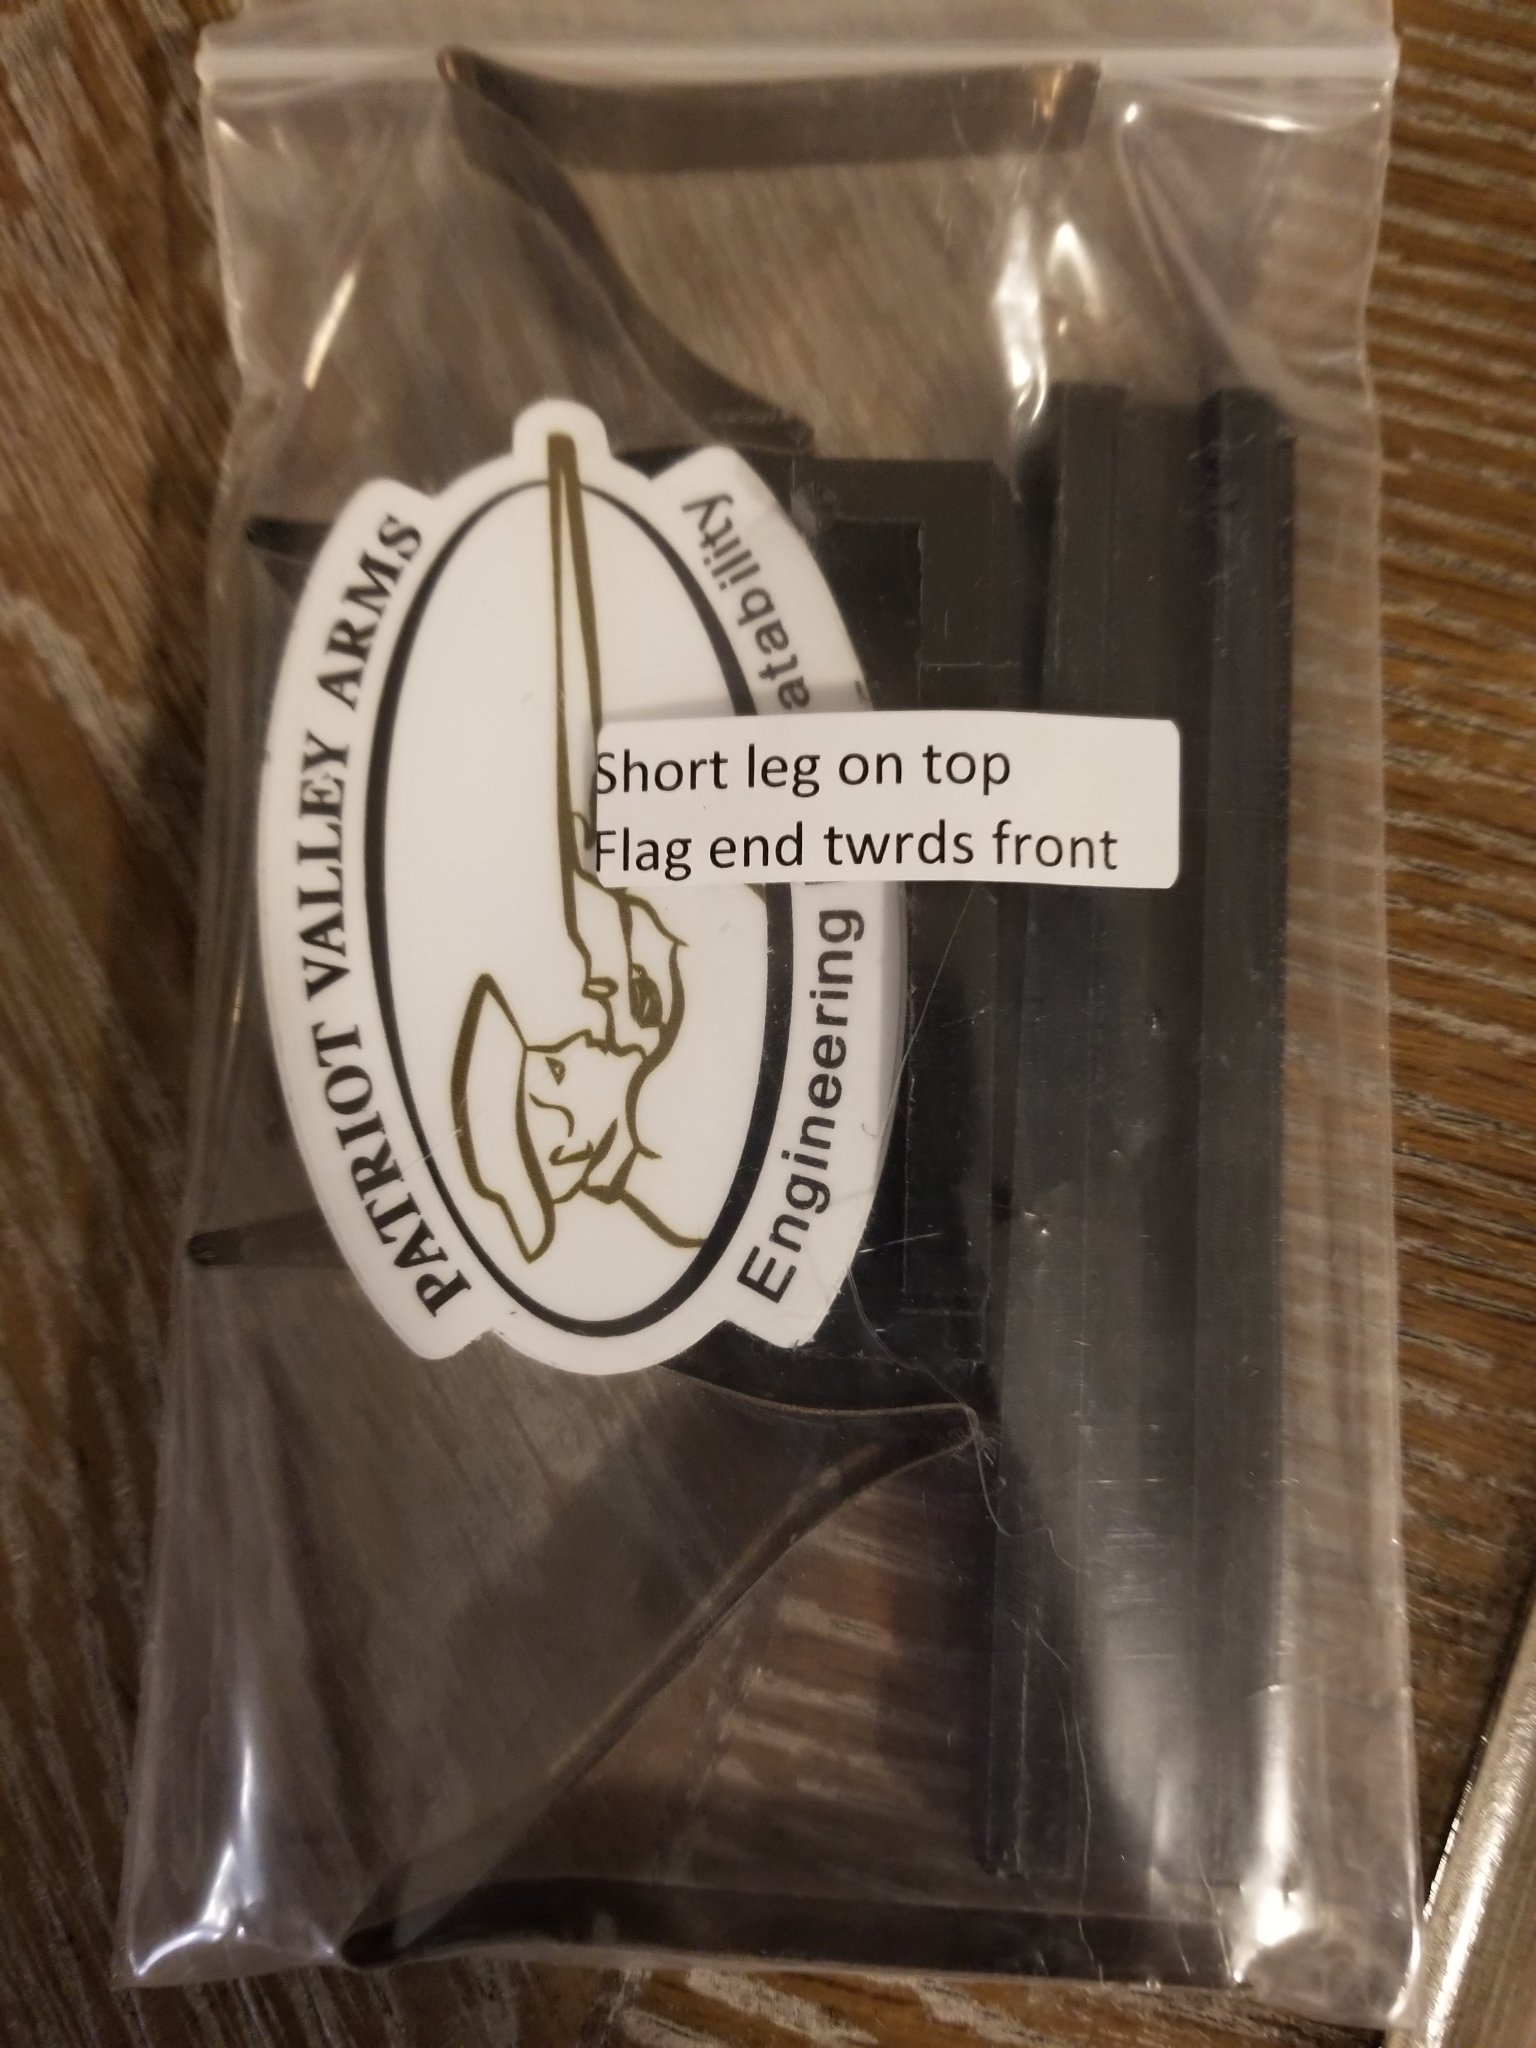 PATRIOT VALLEY ARMS
Short leg on top
Flag end twrds front
Engineering